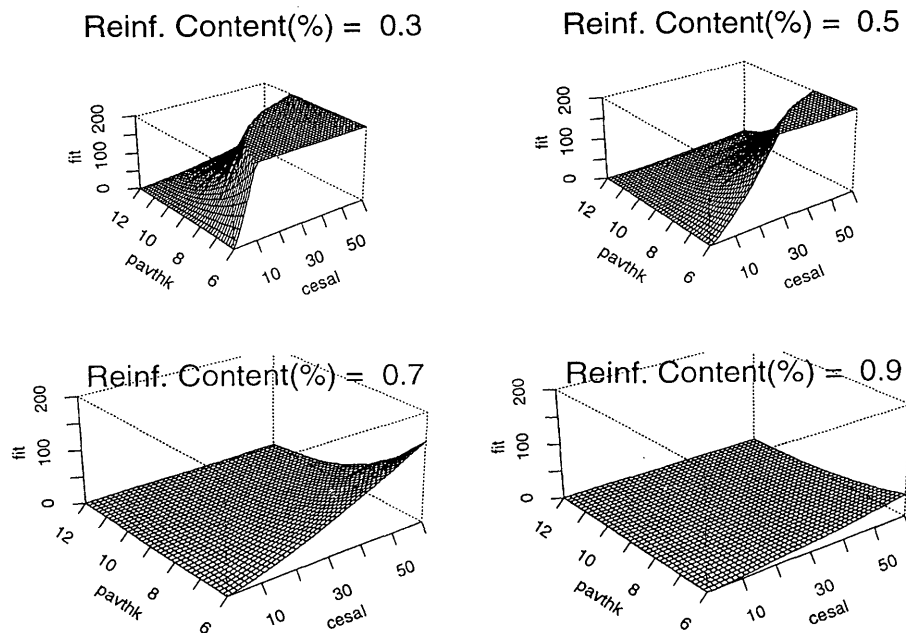 Reinf. Content(%) = 0.3
fit
0 100 200
12 10 8 6
pavthk
10 30 50
cesal
Reinf. Content(%) = 0.5
fit
0 100 200
12 10 8 6
pavthk
10 30 50
cesal
Reinf. Content(%) = 0.7
fit
0 100 200
12 10 8 6
pavthk
10 30 50
cesal
Reinf. Content(%) = 0.9
fit
0 100 200
12 10 8 6
pavthk
10 30 50
cesal